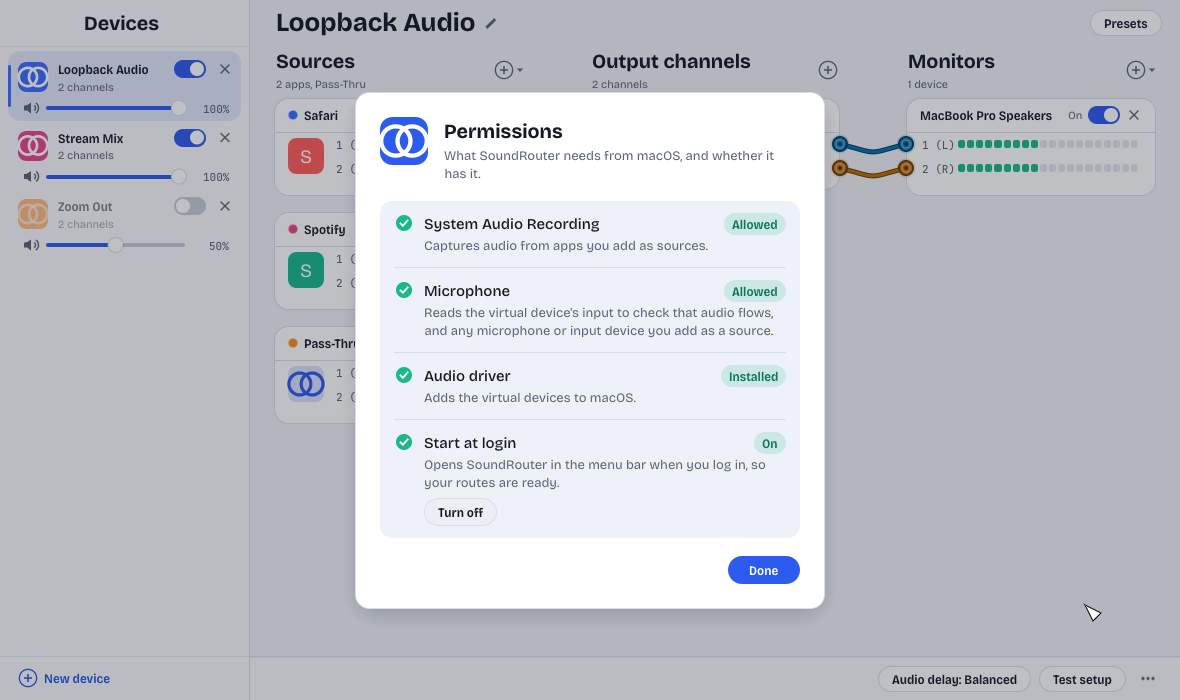 Devices
Loopback Audio
2 channels
100%
Stream Mix
2 channels
100%
Zoom Out
2 channels
50%
New device
Loopback Audio
Presets
Sources
2 apps, Pass-Thru
Output channels
2 channels
Monitors
1 device
Safari
S
1 (
2 (
Spotify
S
1 (
2 (
Pass-Thru
1 (
2 (
MacBook Pro Speakers
On
1 (L)
2 (R)
Permissions
What SoundRouter needs from macOS, and whether it
has it.
System Audio Recording
Allowed
Captures audio from apps you add as sources.
Microphone
Allowed
Reads the virtual device's input to check that audio flows,
and any microphone or input device you add as a source.
Audio driver
Installed
Adds the virtual devices to macOS.
Start at login
On
Opens SoundRouter in the menu bar when you log in, so
your routes are ready.
Turn off
Done
Audio delay: Balanced
Test setup